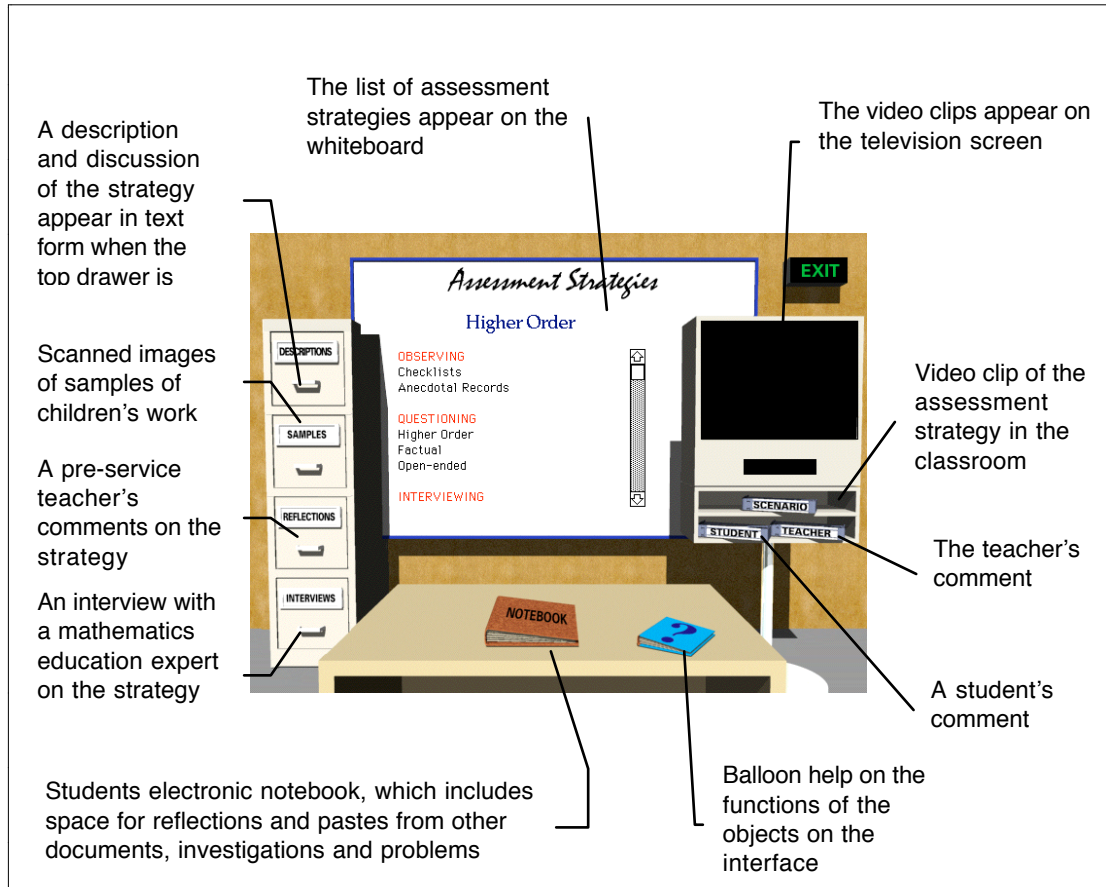 The list of assessment
strategies appear on the
whiteboard
The video clips appear on
the television screen
A description
and discussion
of the strategy
appear in text
form when the
top drawer is
Scanned images
of samples of
children’s work
A pre-service
teacher’s
comments on the
strategy
An interview with
a mathematics
education expert
on the strategy
DESCRIPTIONS
SAMPLES
REFLECTIONS
INTERVIEWS
Assessment Strategies
Higher Order
OBSERVING
Checklists
Anecdotal Records
QUESTIONING
Higher Order
Factual
Open-ended
INTERVIEWING
EXIT
SCENARIO
STUDENT
TEACHER
NOTEBOOK
?
Video clip of the
assessment
strategy in the
classroom
The teacher’s
comment
A student’s
comment
Students electronic notebook, which includes
space for reflections and pastes from other
documents, investigations and problems
Balloon help on the
functions of the
objects on the
interface